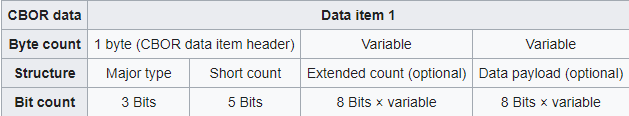 CBOR data Data item 1
Byte count 1 byte (CBOR data item header) Variable Variable
Structure Major type Short count Extended count (optional) Data payload (optional)
Bit count 3 Bits 5 Bits 8 Bits × variable 8 Bits × variable